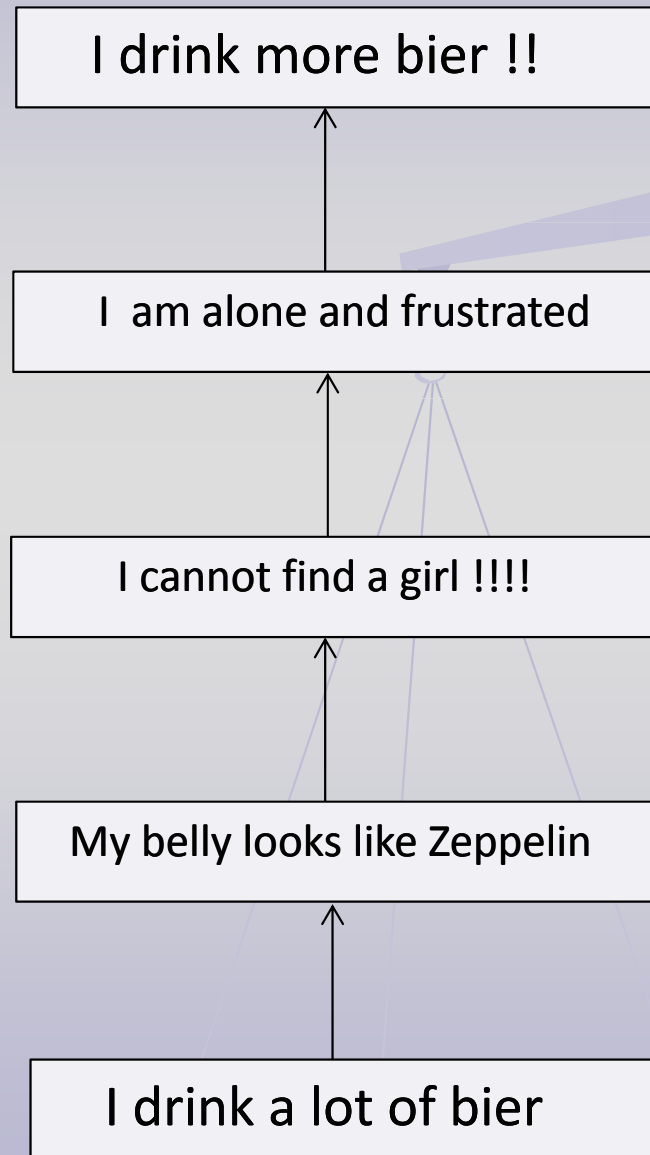 I drink more bier !!
I am alone and frustrated
I cannot find a girl !!!!
My belly looks like Zeppelin
I drink a lot of bier